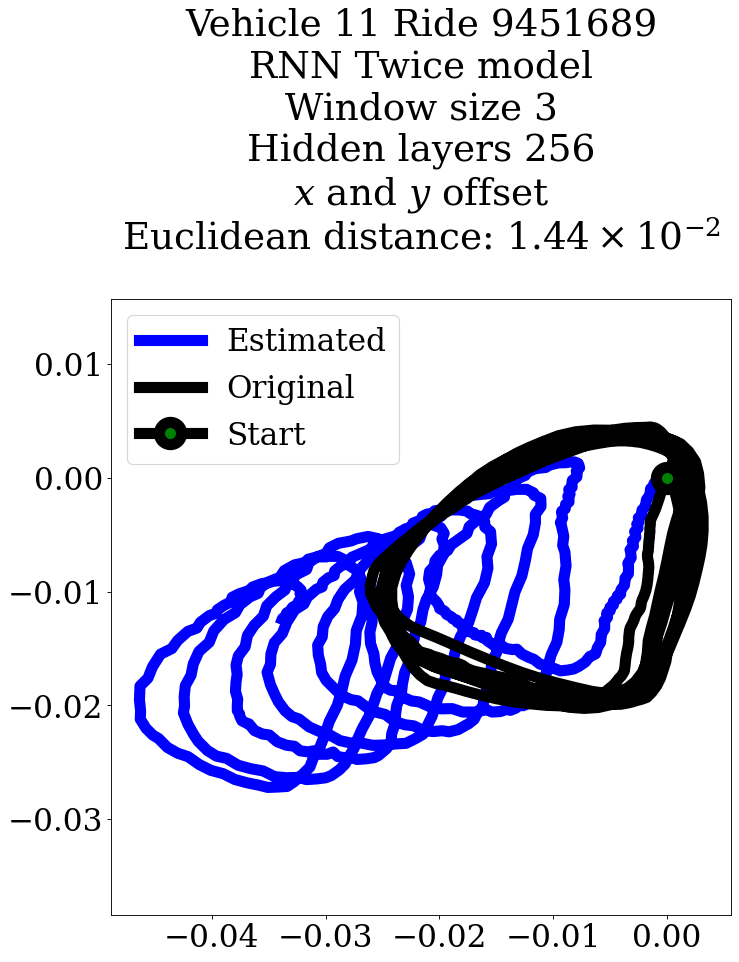 Vehicle 11 Ride 9451689
RNN Twice model
Window size 3
Hidden layers 256
x and y offset
Euclidean distance: 1.44 × 10⁻²
Estimated
Original
Start
0.01
0.00
−0.01
−0.02
−0.03
−0.04 −0.03 −0.02 −0.01 0.00